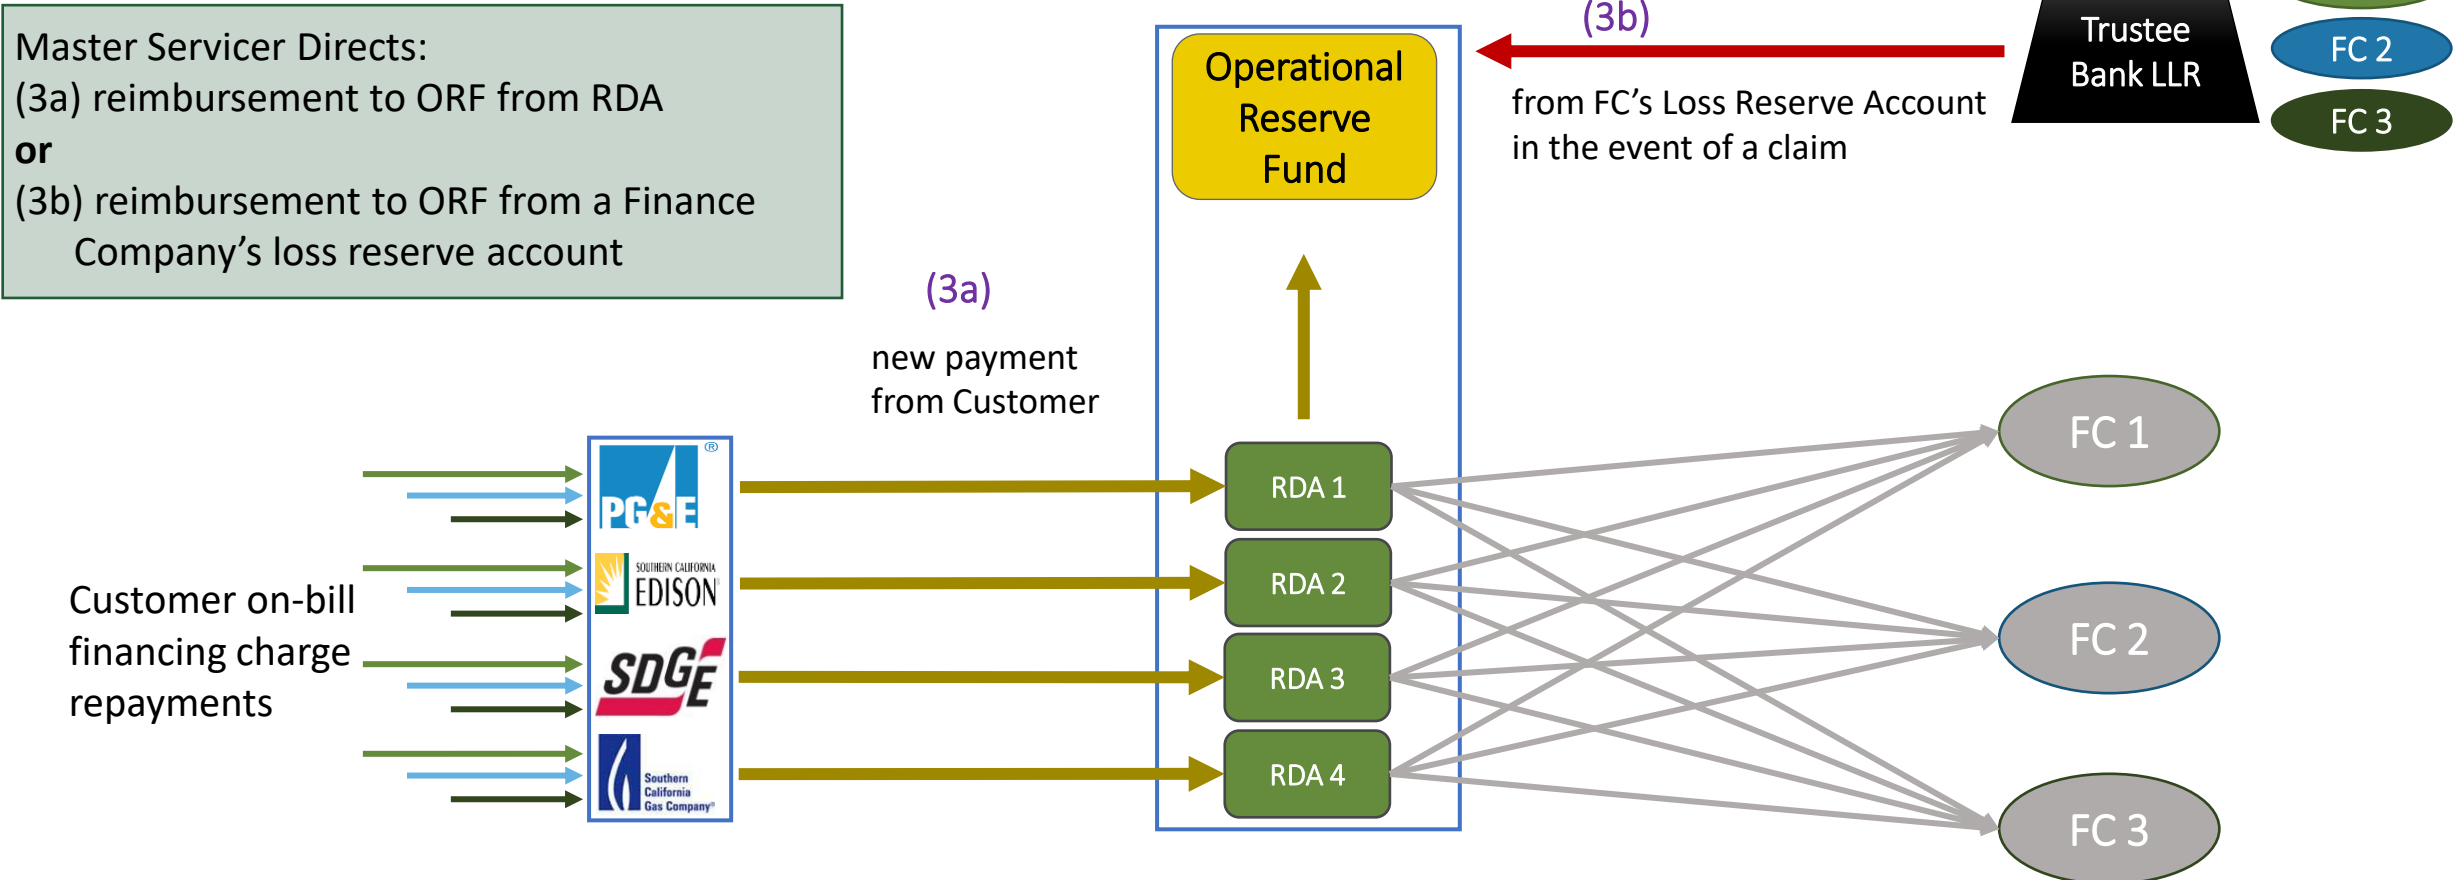 Master Servicer Directs:
(3a) reimbursement to ORF from RDA
or
(3b) reimbursement to ORF from a Finance
Company’s loss reserve account
(3b)
from FC’s Loss Reserve Account
in the event of a claim
Trustee
Bank LLR
FC 2
FC 3
Operational
Reserve
Fund
(3a)
new payment
from Customer
Customer on-bill
financing charge
repayments
PG&E
®
SOUTHERN CALIFORNIA
EDISON
SDGE
Southern
California
Gas Company®
RDA 1
RDA 2
RDA 3
RDA 4
FC 1
FC 2
FC 3